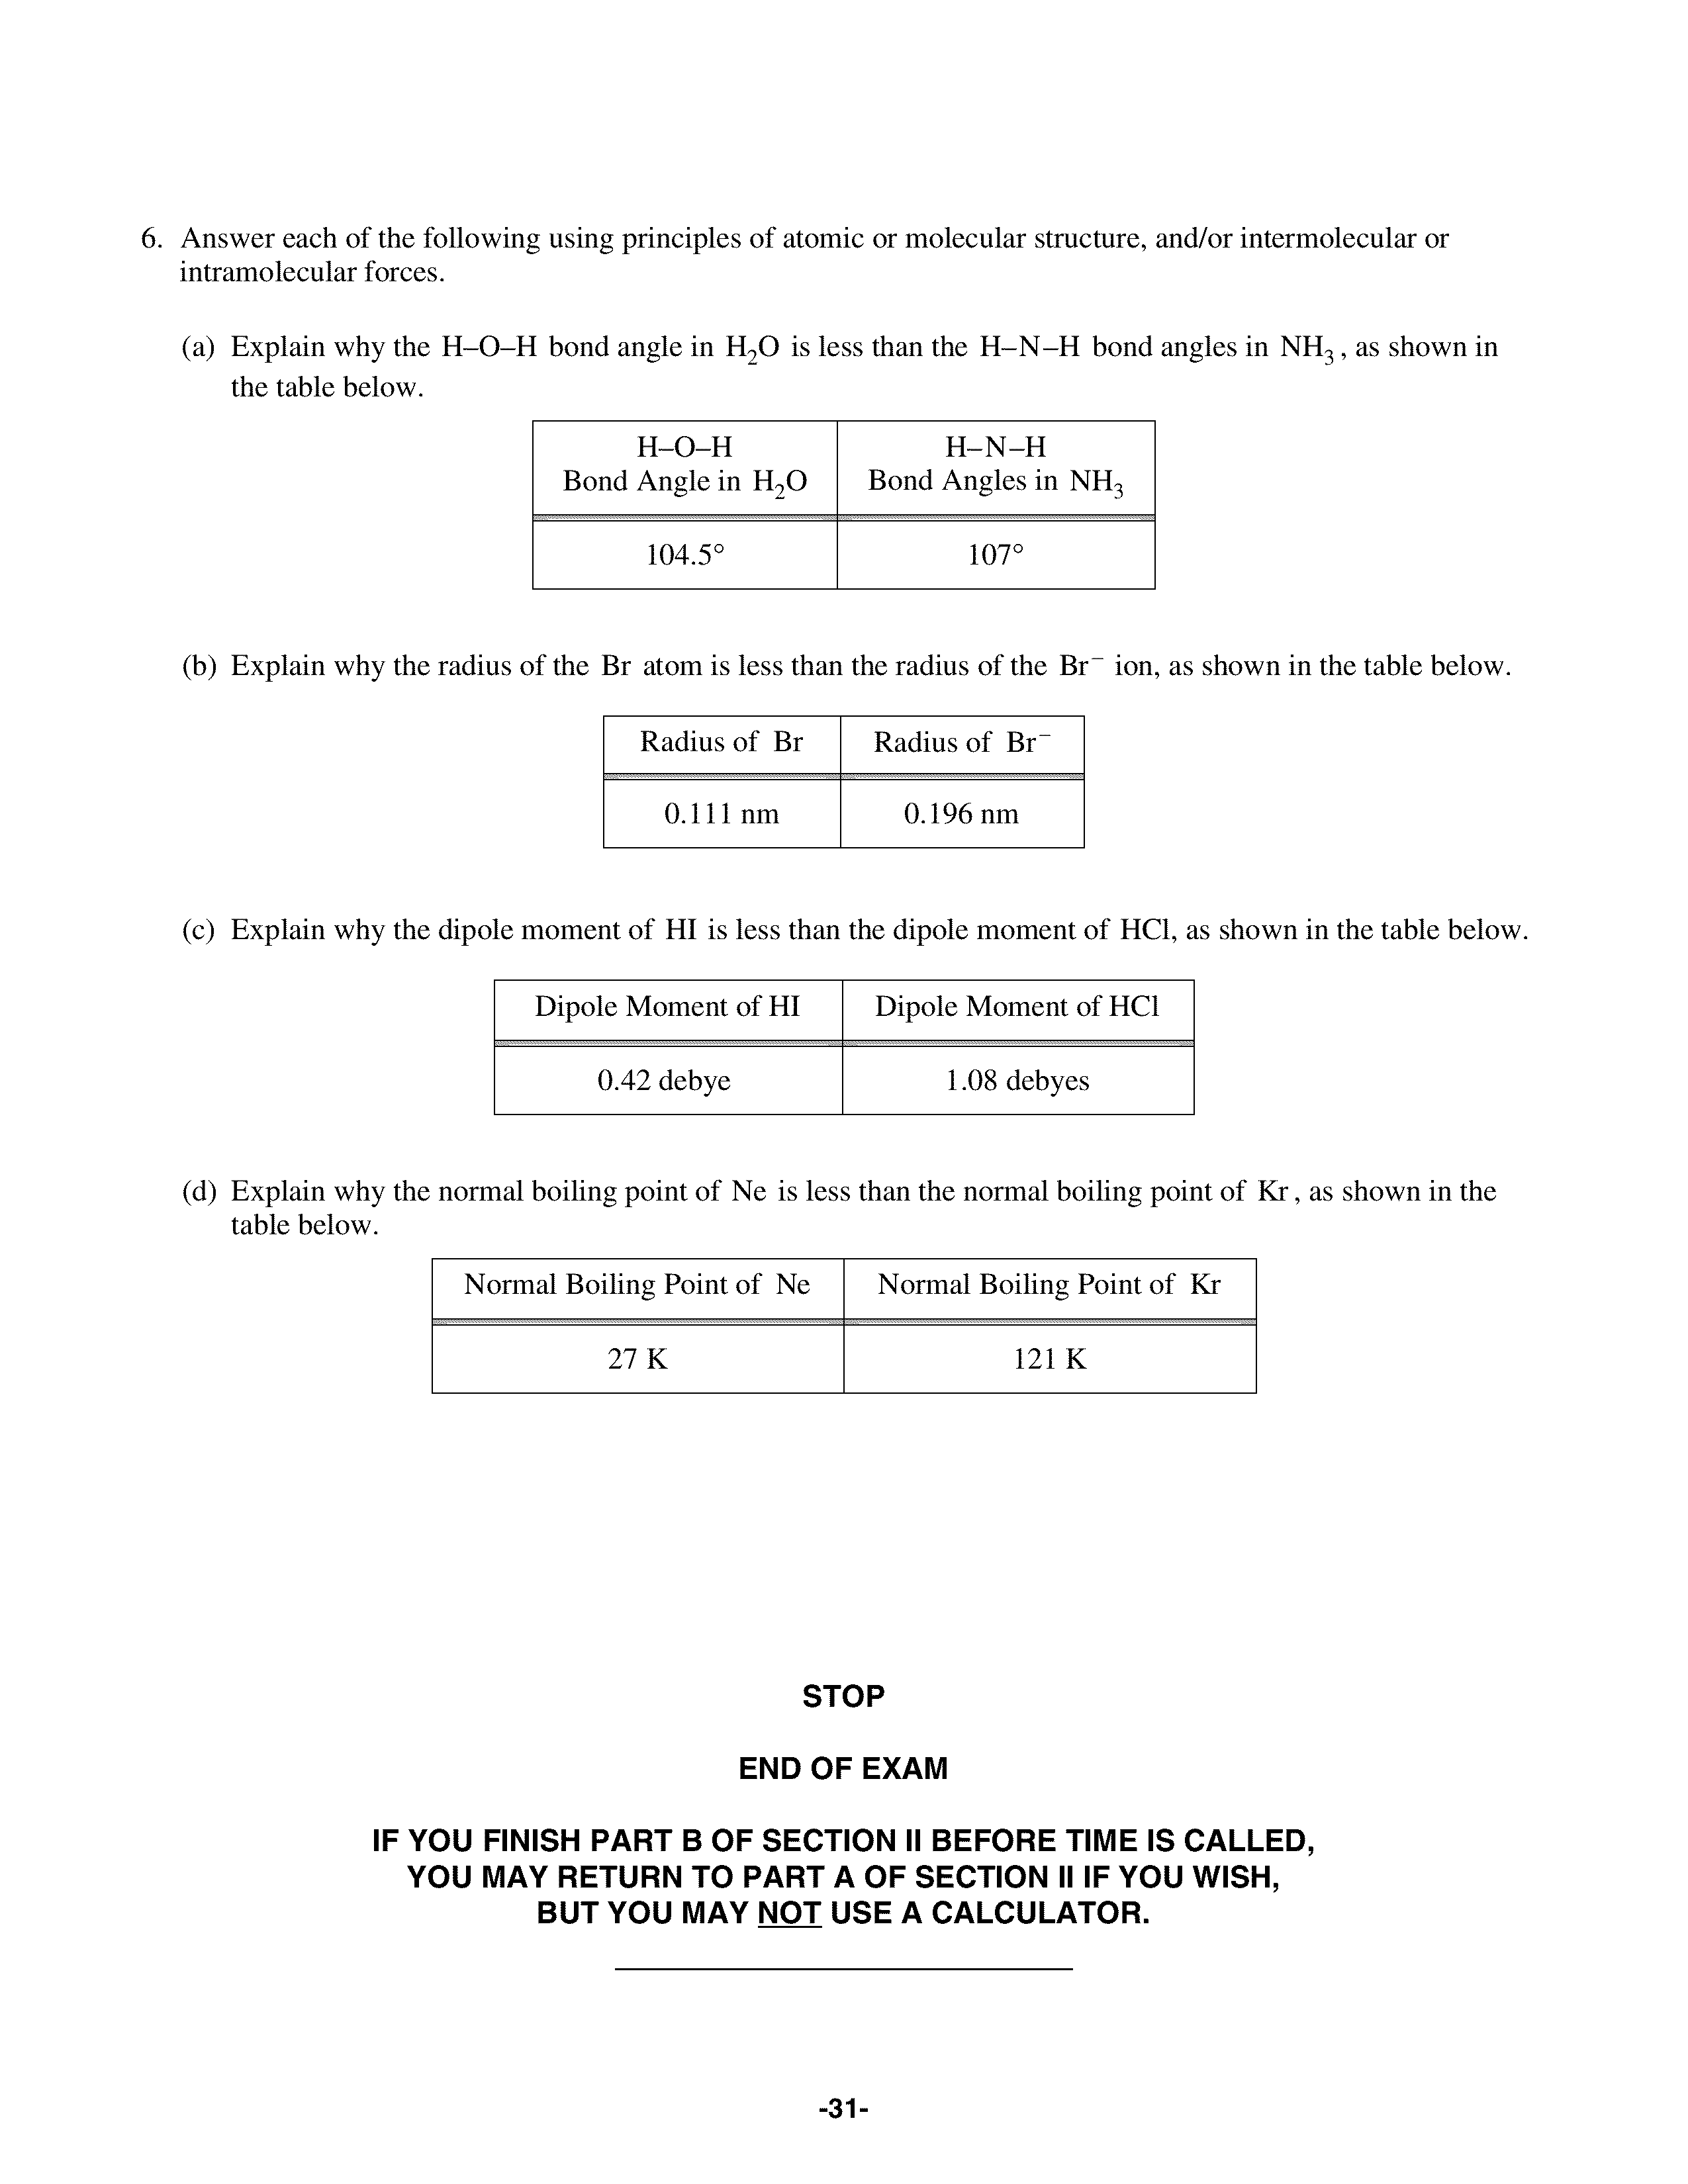 6. Answer each of the following using principles of atomic or molecular structure, and/or intermolecular or
intramolecular forces.
(a) Explain why the H–O–H bond angle in H₂O is less than the H–N–H bond angles in NH₃, as shown in
the table below.
H–O–H
Bond Angle in H₂O
H–N–H
Bond Angles in NH₃
104.5°
107°
(b) Explain why the radius of the Br atom is less than the radius of the Br⁻ ion, as shown in the table below.
Radius of Br
Radius of Br⁻
0.111 nm
0.196 nm
(c) Explain why the dipole moment of HI is less than the dipole moment of HCl, as shown in the table below.
Dipole Moment of HI
Dipole Moment of HCl
0.42 debye
1.08 debyes
(d) Explain why the normal boiling point of Ne is less than the normal boiling point of Kr, as shown in the
table below.
Normal Boiling Point of Ne
Normal Boiling Point of Kr
27 K
121 K
STOP
END OF EXAM
IF YOU FINISH PART B OF SECTION II BEFORE TIME IS CALLED,
YOU MAY RETURN TO PART A OF SECTION II IF YOU WISH,
BUT YOU MAY NOT USE A CALCULATOR.
-31-